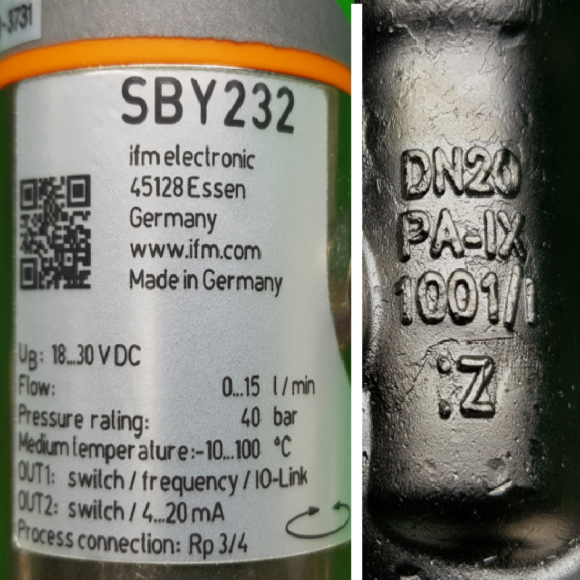 -3731
SBY232
ifm electronic
45128 Essen
Germany
www.ifm.com
Made in Germany
UB: 18...30 V DC
Flow: 0...15 l/min
Pressure rating: 40 bar
Medium temperature: -10...100 °C
OUT1: switch / frequency / IO-Link
OUT2: switch / 4...20 mA
Process connection: Rp 3/4
DN20
PA-IX
1001/1
:Z